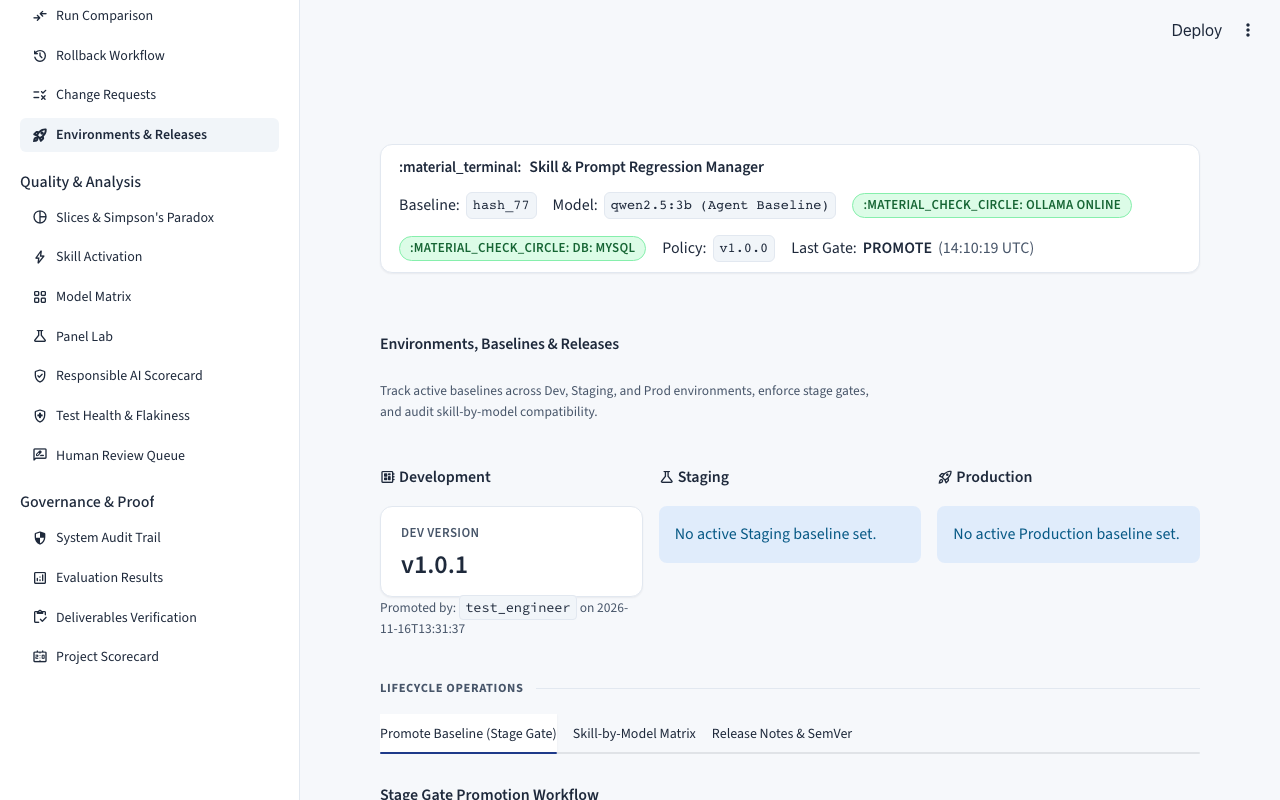 Run Comparison
Rollback Workflow
Change Requests
Environments & Releases
Quality & Analysis
Slices & Simpson's Paradox
Skill Activation
Model Matrix
Panel Lab
Responsible AI Scorecard
Test Health & Flakiness
Human Review Queue
Governance & Proof
System Audit Trail
Evaluation Results
Deliverables Verification
Project Scorecard
Deploy
:material_terminal: Skill & Prompt Regression Manager
Baseline: hash_77 Model: qwen2.5:3b (Agent Baseline) :MATERIAL_CHECK_CIRCLE: OLLAMA ONLINE
:MATERIAL_CHECK_CIRCLE: DB: MYSQL Policy: v1.0.0 Last Gate: PROMOTE (14:10:19 UTC)
Environments, Baselines & Releases
Track active baselines across Dev, Staging, and Prod environments, enforce stage gates,
and audit skill-by-model compatibility.
Development
DEV VERSION
v1.0.1
Promoted by: test_engineer on 2026-
11-16T13:31:37
Staging
No active Staging baseline set.
Production
No active Production baseline set.
LIFECYCLE OPERATIONS
Promote Baseline (Stage Gate) Skill-by-Model Matrix Release Notes & SemVer
Stage Gate Promotion Workflow